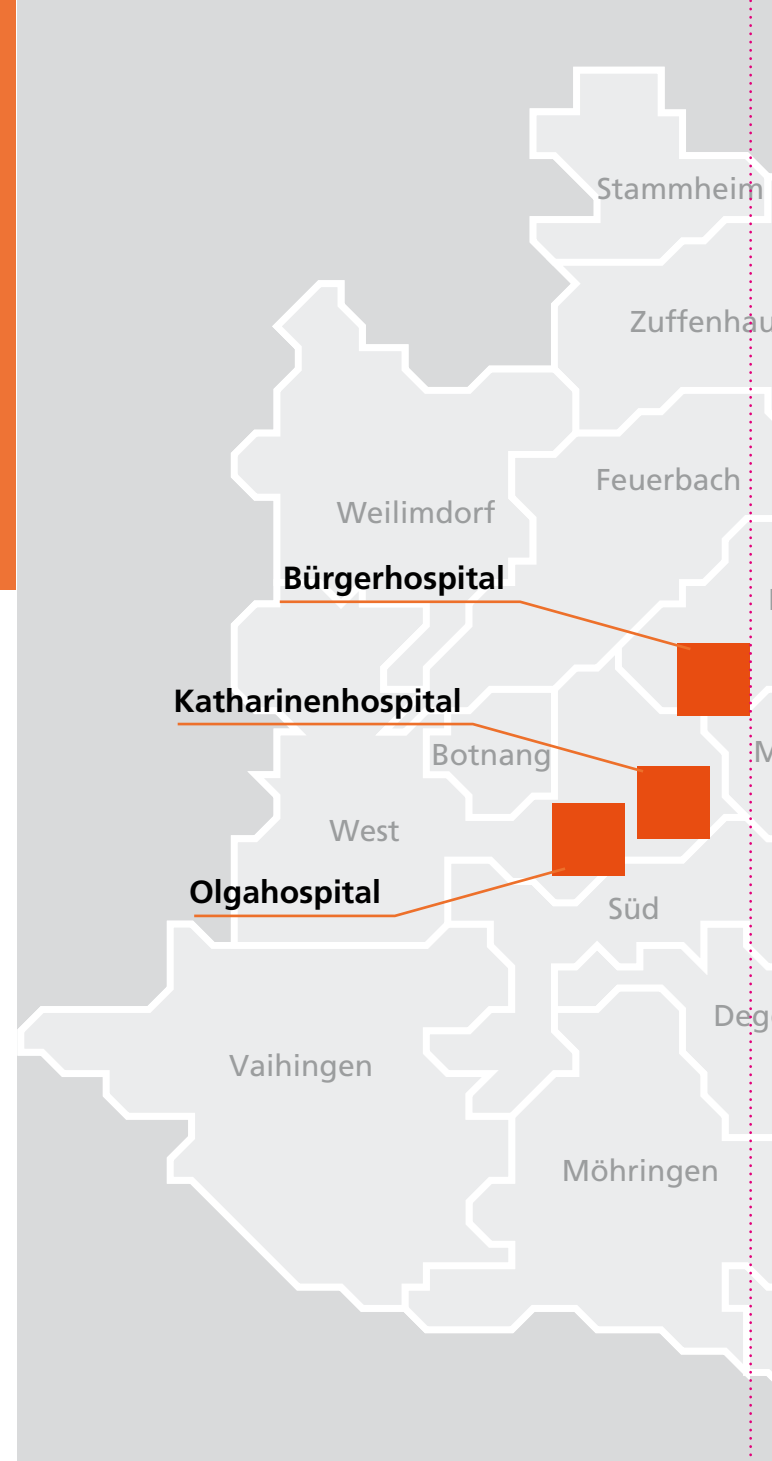 Stammheim
Zuffenhau
Feuerbach
Weilimdorf
Bürgerhospital
Katharinenhospital
Botnang
M
West
Olgahospital
Süd
Deg
Vaihingen
Möhringen